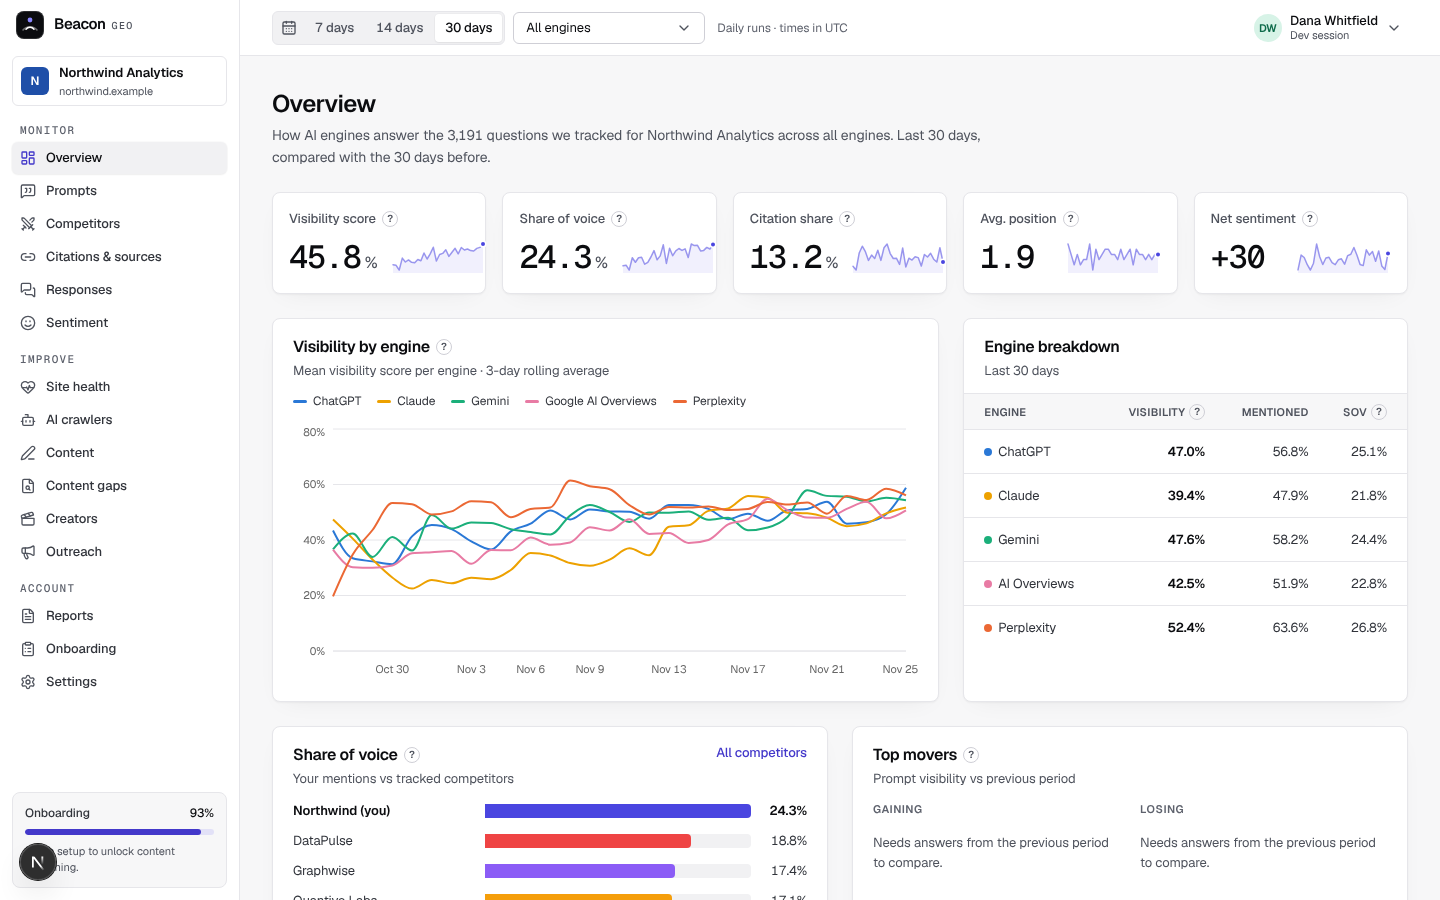 Beacon GEO
N
Northwind Analytics
northwind.example
MONITOR
Overview
Prompts
Competitors
Citations & sources
Responses
Sentiment
IMPROVE
Site health
AI crawlers
Content
Content gaps
Creators
Outreach
ACCOUNT
Reports
Onboarding
Settings
Onboarding 93%
setup to unlock content
N
7 days 14 days 30 days
All engines
Daily runs · times in UTC
DW
Dana Whitfield
Dev session
Overview
How AI engines answer the 3,191 questions we tracked for Northwind Analytics across all engines. Last 30 days,
compared with the 30 days before.
Visibility score ?
45.8 %
Share of voice ?
24.3 %
Citation share ?
13.2 %
Avg. position ?
1.9
Net sentiment ?
+30
Visibility by engine ?
Mean visibility score per engine · 3-day rolling average
ChatGPT Claude Gemini Google AI Overviews Perplexity
80%
60%
40%
20%
0%
Oct 30 Nov 3 Nov 6 Nov 9 Nov 13 Nov 17 Nov 21 Nov 25
Engine breakdown
Last 30 days
ENGINE VISIBILITY ? MENTIONED SOV ?
ChatGPT 47.0% 56.8% 25.1%
Claude 39.4% 47.9% 21.8%
Gemini 47.6% 58.2% 24.4%
AI Overviews 42.5% 51.9% 22.8%
Perplexity 52.4% 63.6% 26.8%
Share of voice ?
All competitors
Your mentions vs tracked competitors
Northwind (you) 24.3%
DataPulse 18.8%
Graphwise 17.4%
Quantive Labs 17.1%
Top movers ?
Prompt visibility vs previous period
GAINING
Needs answers from the previous period
to compare.
LOSING
Needs answers from the previous period
to compare.